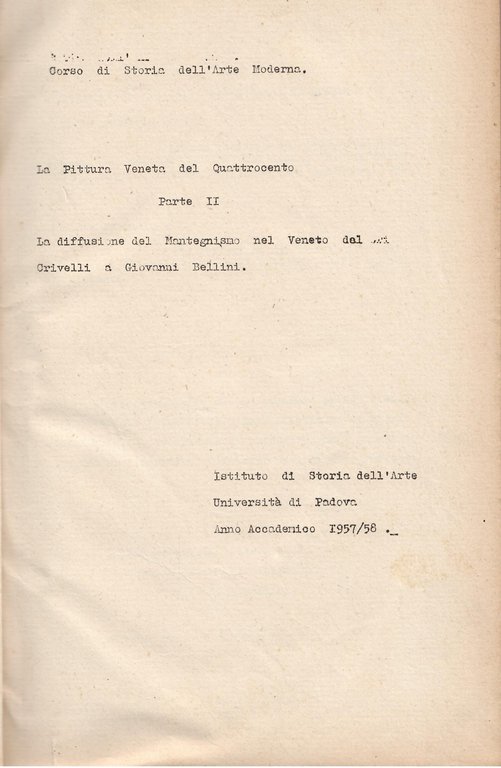 Corso di Storia dell'Arte Moderna.
La Pittura Veneta del Quattrocento
Parte II
La diffusione del Mantegnismo nel Veneto dal
Crivelli a Giovanni Bellini.
Istituto di Storia dell'Arte
Università di Padova
Anno Accademico 1957/58 ._